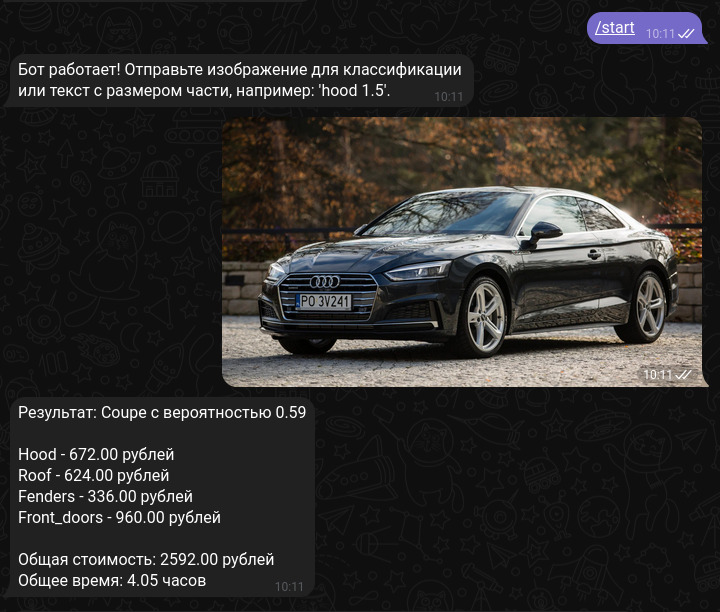 /start
10:11
Бот работает! Отправьте изображение для классификации
или текст с размером части, например: 'hood 1.5'.
10:11
PO 3V241
10:11
Результат: Coupe с вероятностью 0.59
Hood - 672.00 рублей
Roof - 624.00 рублей
Fenders - 336.00 рублей
Front_doors - 960.00 рублей
Общая стоимость: 2592.00 рублей
Общее время: 4.05 часов
10:11